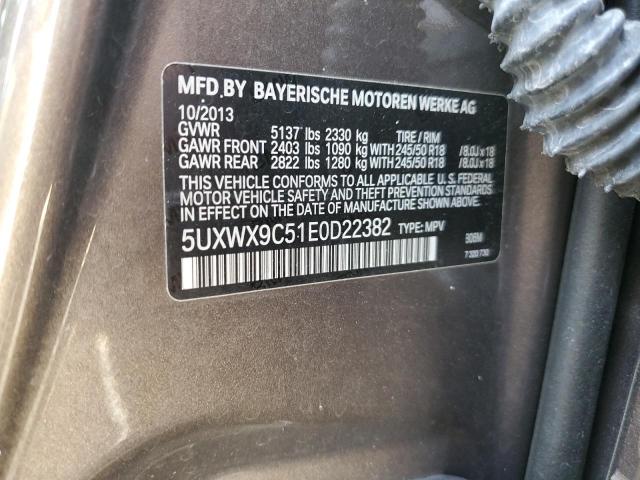 MFD.BY BAYERISCHE MOTOREN WERKE AG
10/2013
GVWR 5137 lbs 2330 kg TIRE / RIM
GAWR FRONT 2403 lbs 1090 kg WITH 245/50 R18 / 8.0J x 18
GAWR REAR 2822 lbs 1280 kg WITH 245/50 R18 / 8.0J x 18
THIS VEHICLE CONFORMS TO ALL APPLICABLE U.S. FEDERAL
MOTOR VEHICLE SAFETY AND THEFT PREVENTION STANDARDS
IN EFFECT ON THE DATE OF MANUFACTURE SHOWN ABOVE.
5UXWX9C51E0D22382 TYPE: MPV